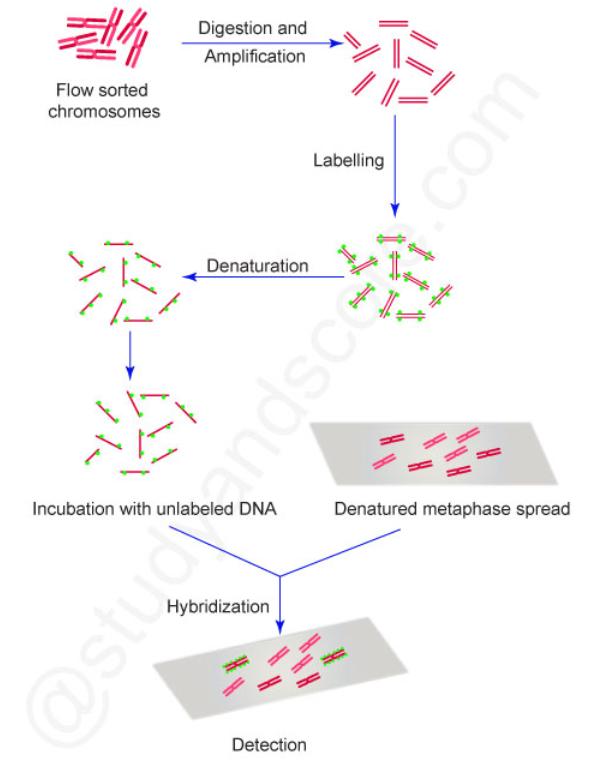 Digestion and
Amplification
Flow sorted
chromosomes
Labelling
Denaturation
Incubation with unlabeled DNA
Denatured metaphase spread
Hybridization
Detection
@studyandscore.com